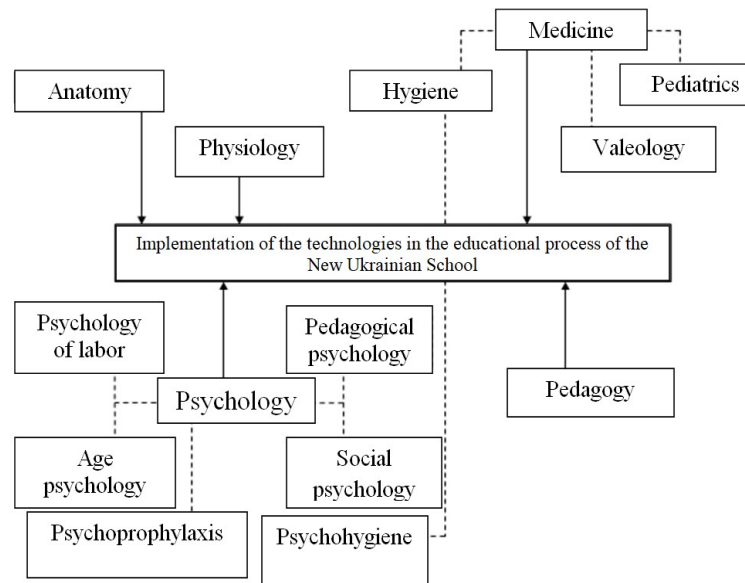 Medicine
Anatomy
Hygiene
Pediatrics
Physiology
Valeology
Implementation of the technologies in the educational process of the
New Ukrainian School
Psychology
of labor
Pedagogical
psychology
Psychology
Pedagogy
Age
psychology
Social
psychology
Psychoprophylaxis
Psychohygiene